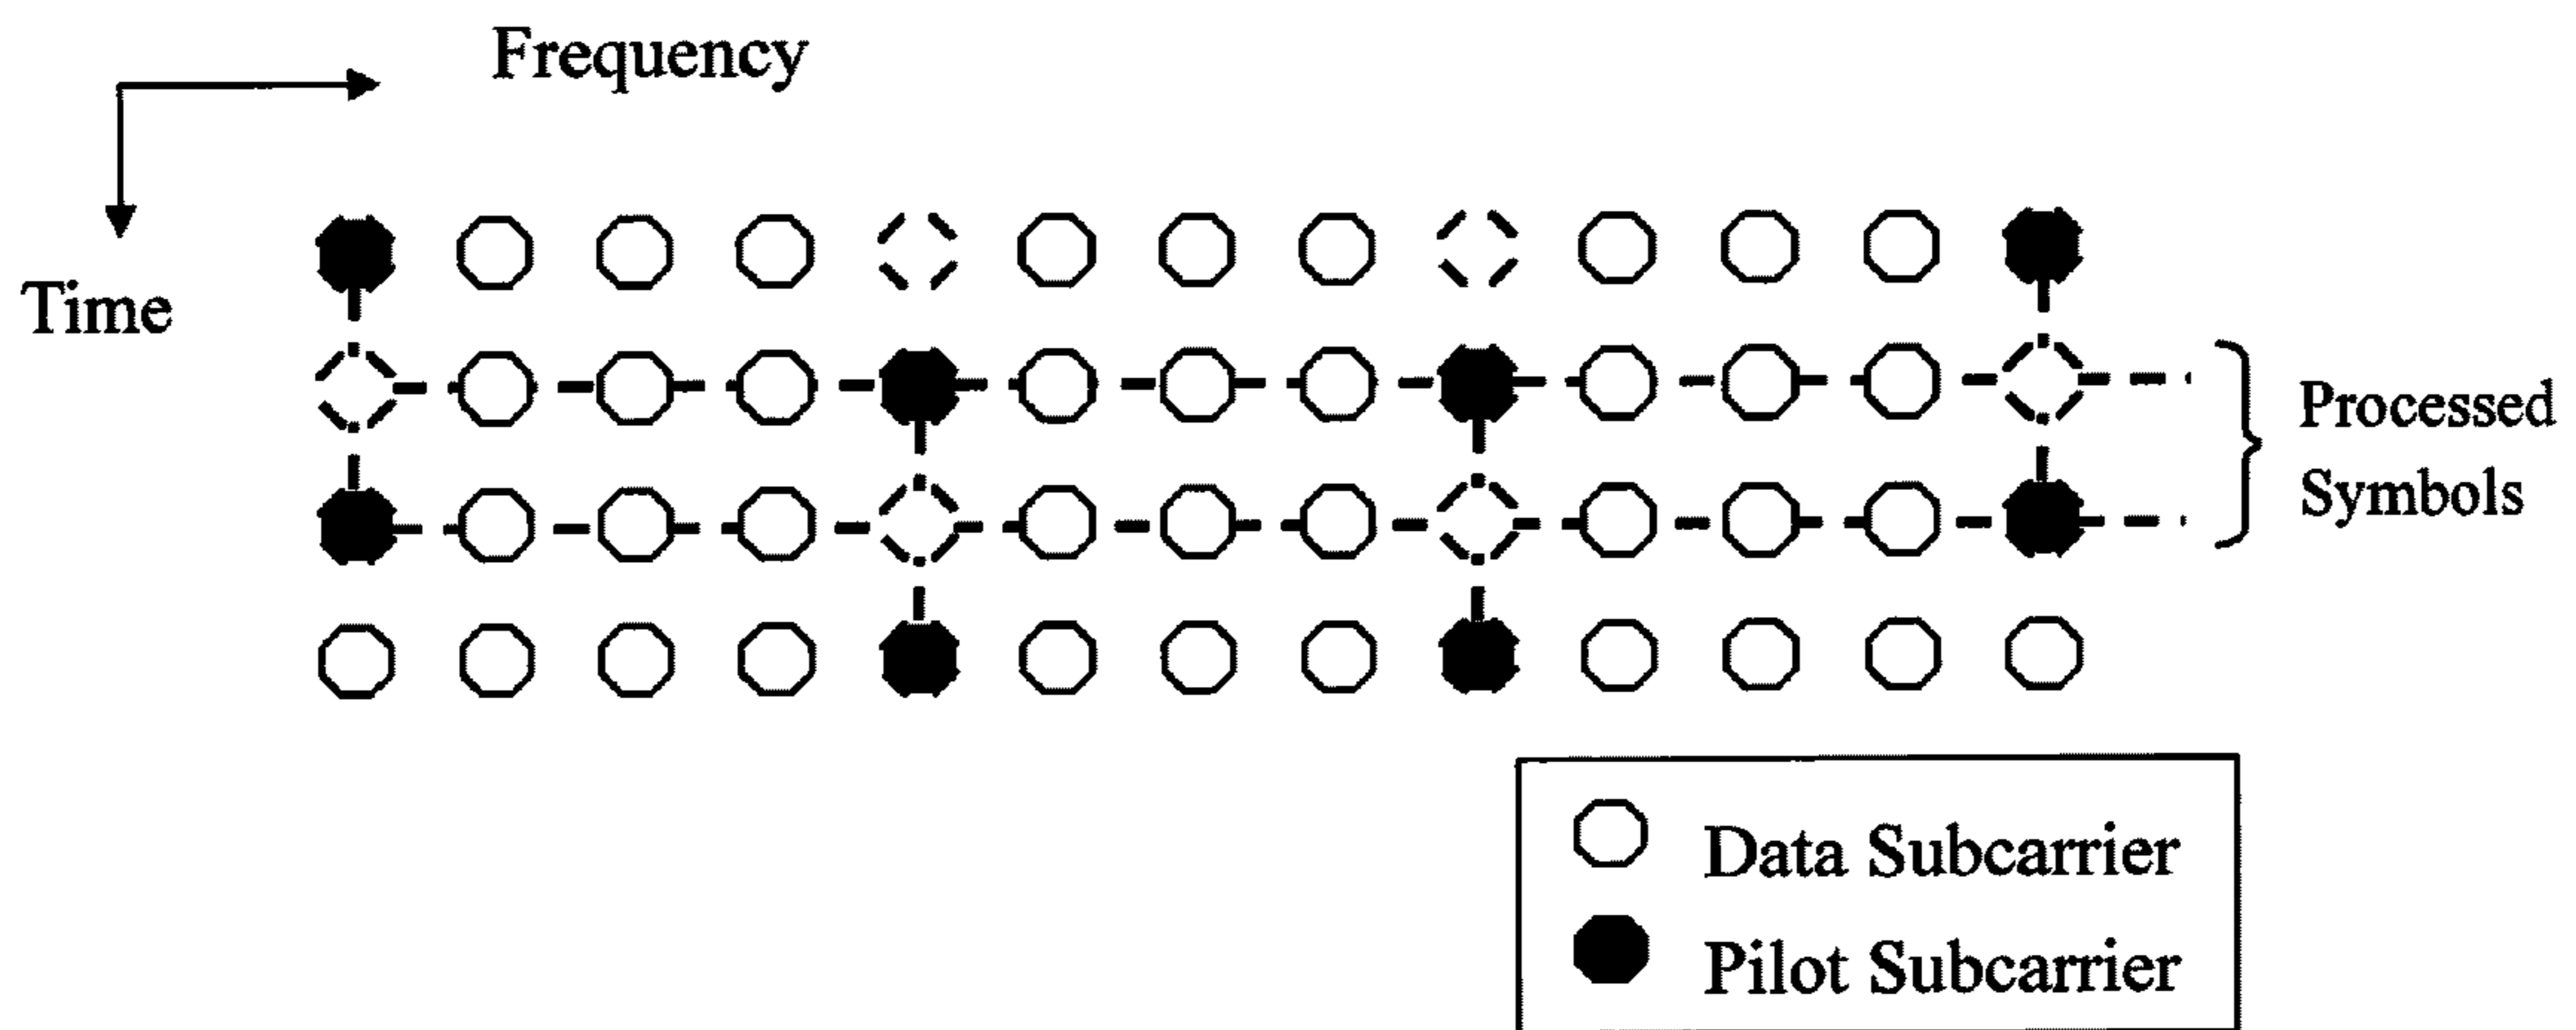 Frequency
Time
Processed
Symbols
Data Subcarrier
Pilot Subcarrier